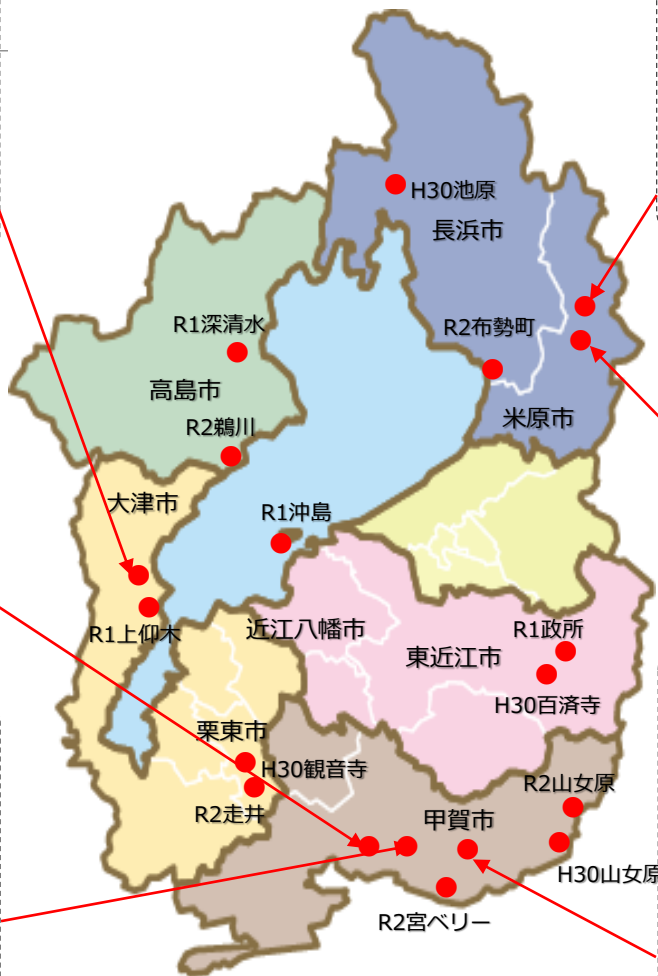 H30池原
長浜市
R1深清水
R2布勢町
高島市
米原市
R2鵜川
大津市
R1沖島
R1上仰木
近江八幡市
R1政所
東近江市
H30百済寺
栗東市
H30観音寺
R2山女原
R2走井
甲賀市
H30山女原
R2宮ベリー